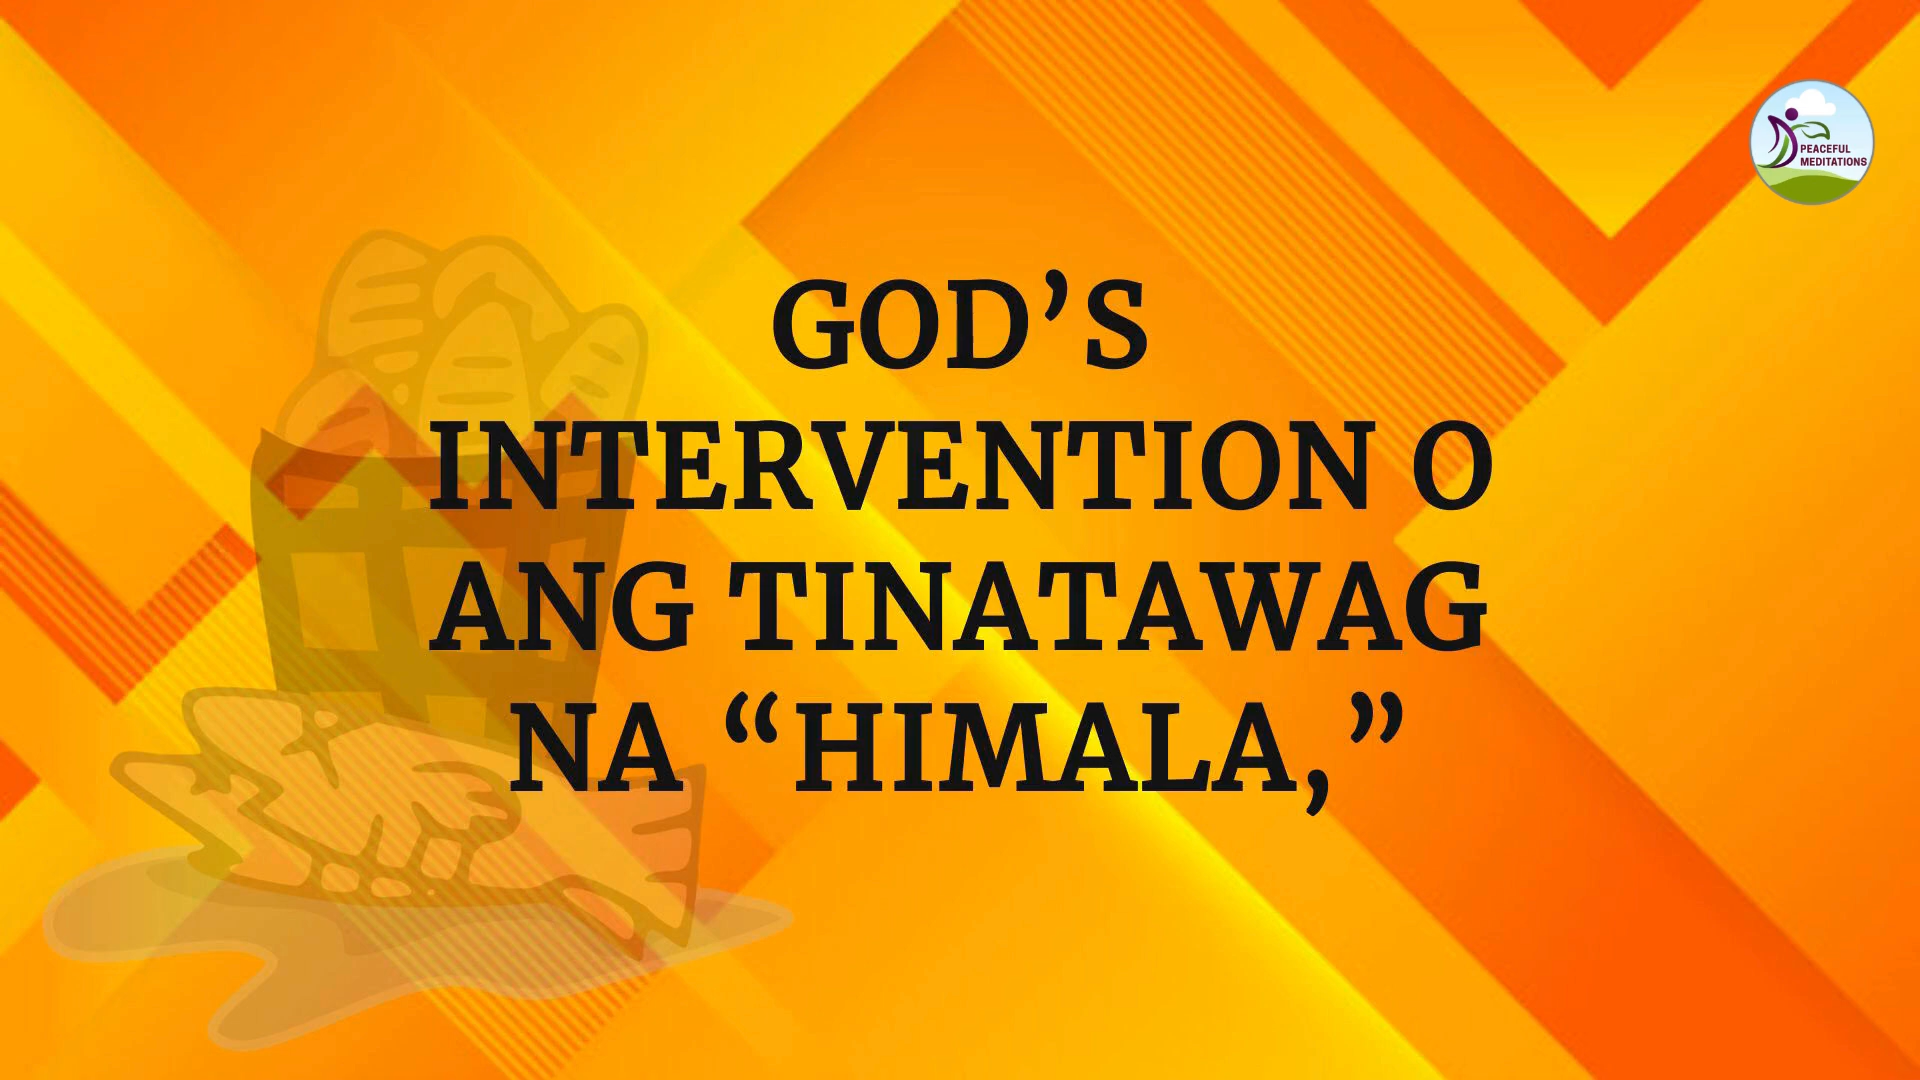 PEACEFUL
MEDITATIONS
GOD’S
INTERVENTION O
ANG TINATAWAG
NA “HIMALA,”